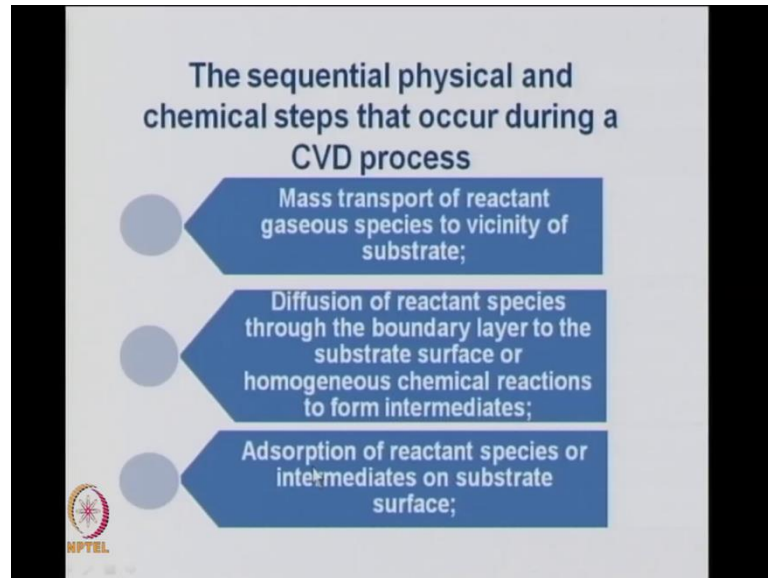 The sequential physical and
chemical steps that occur during a
CVD process
Mass transport of reactant
gaseous species to vicinity of
substrate;
Diffusion of reactant species
through the boundary layer to the
substrate surface or
homogeneous chemical reactions
to form intermediates;
Adsorption of reactant species or
intermediates on substrate
surface;
NPTEL